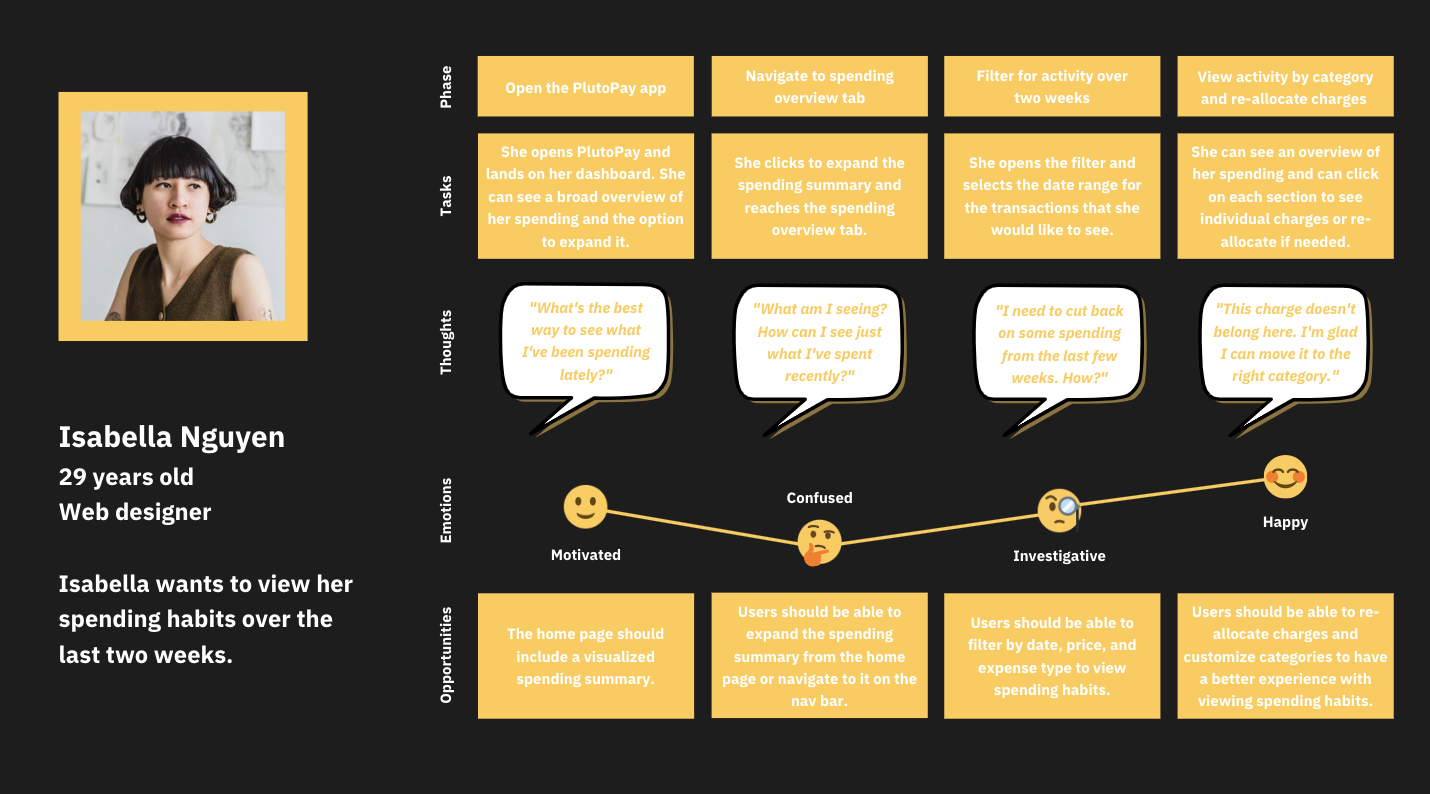 Isabella Nguyen
29 years old
Web designer
Isabella wants to view her
spending habits over the
last two weeks.
Phase
Open the PlutoPay app
Navigate to spending
overview tab
Filter for activity over
two weeks
View activity by category
and re-allocate charges
Tasks
She opens PlutoPay and
lands on her dashboard. She
can see a broad overview of
her spending and the option
to expand it.
She clicks to expand the
spending summary and
reaches the spending
overview tab.
She opens the filter and
selects the date range for
the transactions that she
would like to see.
She can see an overview of
her spending and can click
on each section to see
individual charges or re-
allocate if needed.
Thoughts
"What's the best
way to see what
I've been spending
lately?"
"What am I seeing?
How can I see just
what I've spent
recently?"
"I need to cut back
on some spending
from the last few
weeks. How?"
"This charge doesn't
belong here. I'm glad
I can move it to the
right category."
Emotions
Motivated
Confused
Investigative
Happy
Opportunities
The home page should
include a visualized
spending summary.
Users should be able to
expand the spending
summary from the home
page or navigate to it on the
nav bar.
Users should be able to
filter by date, price, and
expense type to view
spending habits.
Users should be able to re-
allocate charges and
customize categories to have
a better experience with
viewing spending habits.